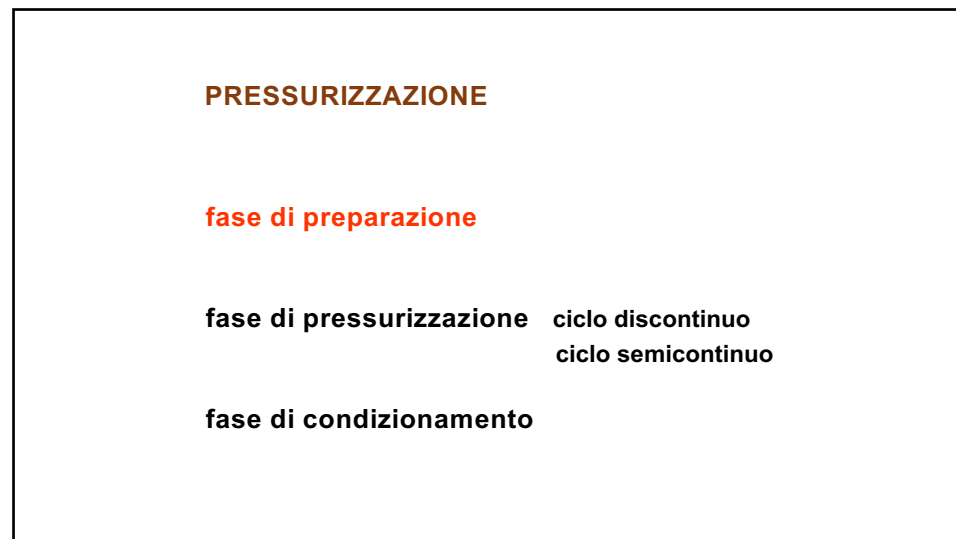 PRESSURIZZAZIONE
fase di preparazione
fase di pressurizzazione ciclo discontinuo
ciclo semicontinuo
fase di condizionamento